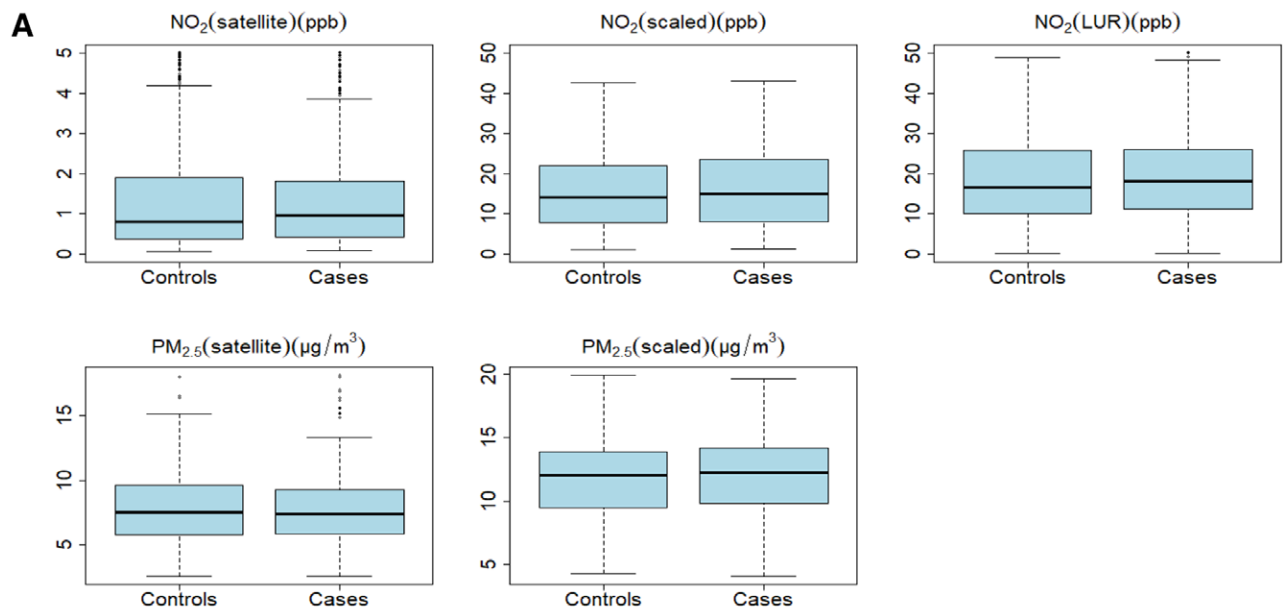 A
NO₂(satellite)(ppb)
5
4
3
2
1
0
Controls
Cases
NO₂(scaled)(ppb)
50
40
30
20
10
0
Controls
Cases
NO₂(LUR)(ppb)
50
40
30
20
10
0
Controls
Cases
PM₂.₅(satellite)(µg/m³)
15
10
5
Controls
Cases
PM₂.₅(scaled)(µg/m³)
20
15
10
5
Controls
Cases